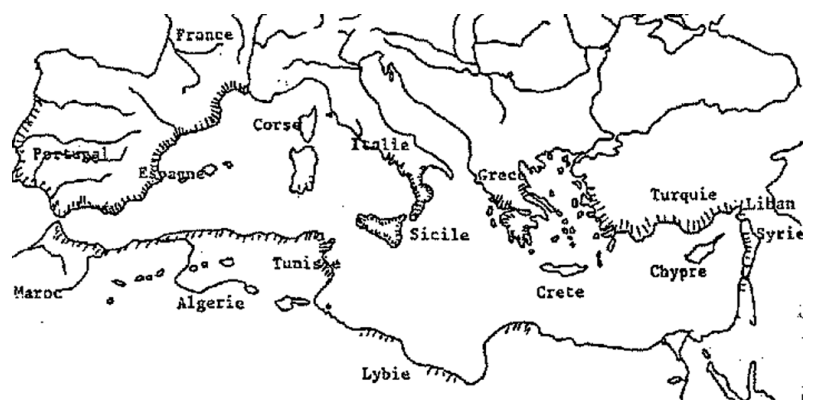 France
Corse
Italie
Portugal
Espagne
Grece
Turquie
Liban
Syrie
Sicile
Tunisie
Chypre
Maroc
Algerie
Crete
Lybie